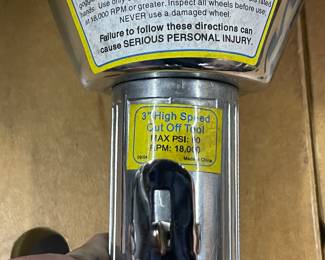 hands. Use only
at 18,000 RPM or greater. Inspect all wheels before use
NEVER use a damaged wheel.
Failure to follow these directions can
cause SERIOUS PERSONAL INJURY.
3" High Speed
Cut Off Tool
MAX PSI: 90
RPM: 18,000
Made in China